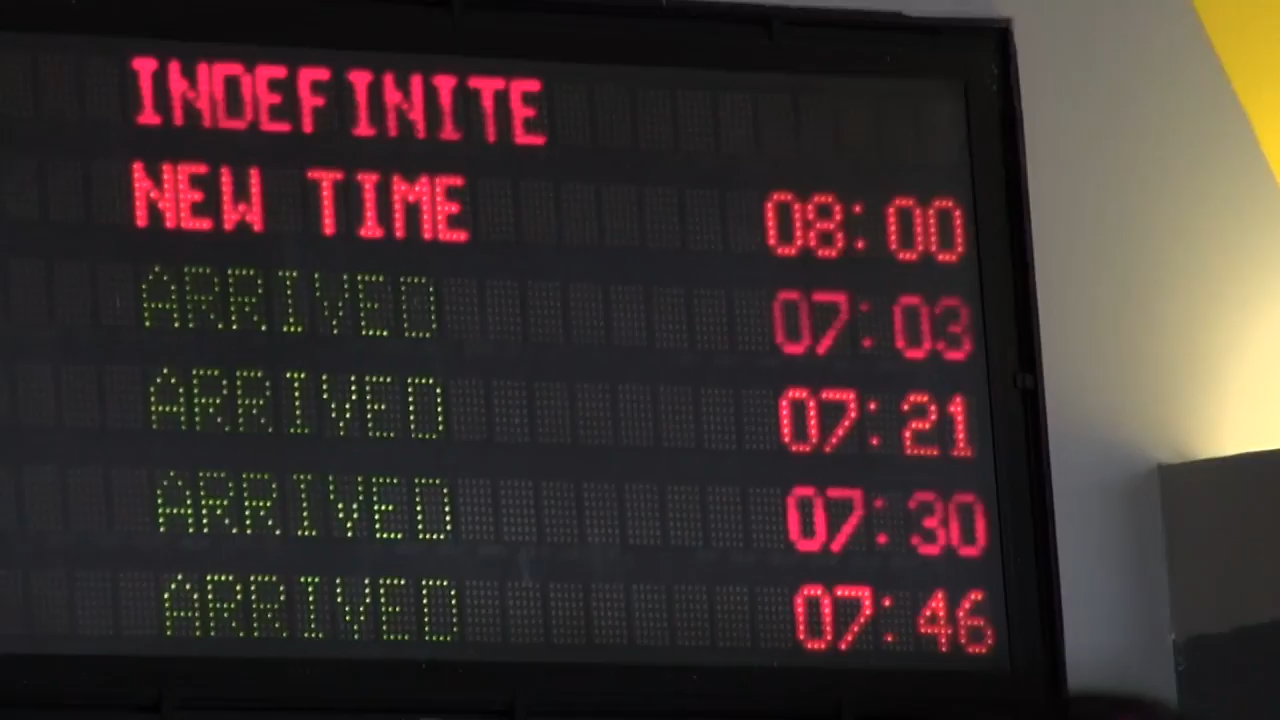 INDEFINITE
NEW TIME 08:00
ARRIVED 07:03
ARRIVED 07:21
ARRIVED 07:30
ARRIVED 07:46